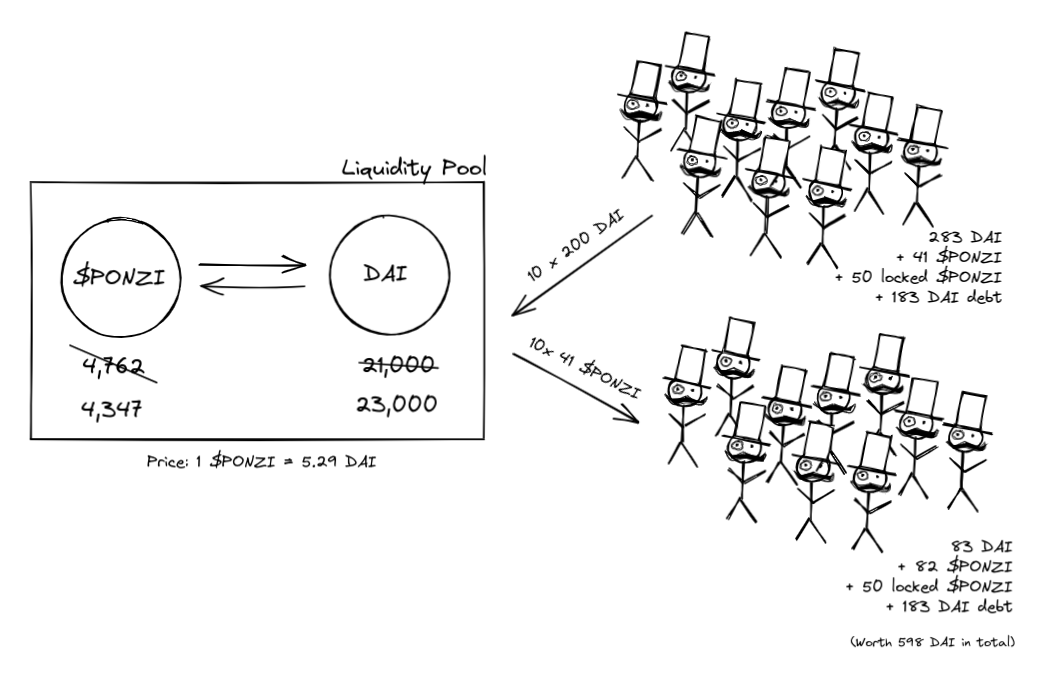 Liquidity Pool
$PONZI
DAI
4,762
21,000
4,347
23,000
Price: 1 $PONZI = 5.29 DAI
10 x 200 DAI
283 DAI
+ 41 $PONZI
+ 50 locked $PONZI
+ 183 DAI debt
10x 41 $PONZI
83 DAI
+ 82 $PONZI
+ 50 locked $PONZI
+ 183 DAI debt
(Worth 598 DAI in total)